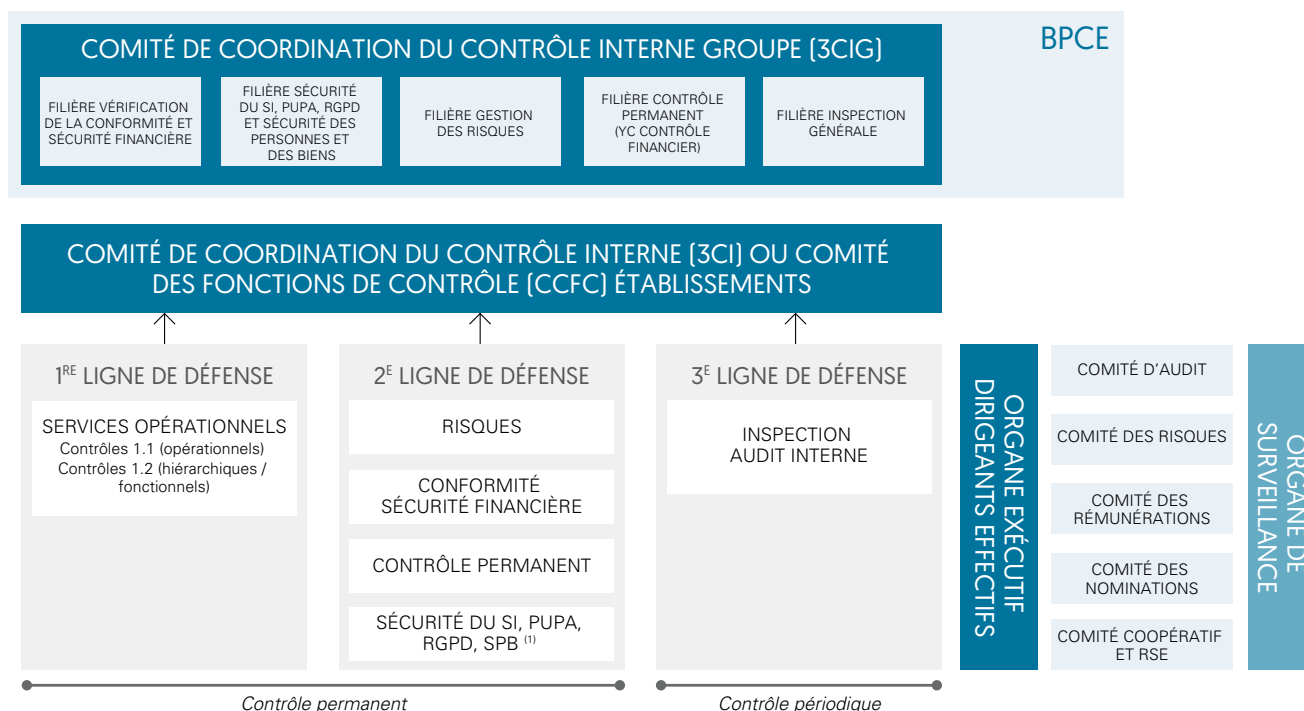 BPCE
COMITÉ DE COORDINATION DU CONTRÔLE INTERNE GROUPE (3CIG)
FILIÈRE VÉRIFICATION
DE LA CONFORMITÉ ET
SÉCURITÉ FINANCIÈRE
FILIÈRE SÉCURITÉ
DU SI, PUPA, RGPD
ET SÉCURITÉ DES
PERSONNES ET
DES BIENS
FILIÈRE GESTION
DES RISQUES
FILIÈRE CONTRÔLE
PERMANENT
(YC CONTRÔLE
FINANCIER)
FILIÈRE INSPECTION
GÉNÉRALE
COMITÉ DE COORDINATION DU CONTRÔLE INTERNE (3CI) OU COMITÉ
DES FONCTIONS DE CONTRÔLE (CCFC) ÉTABLISSEMENTS
1RE LIGNE DE DÉFENSE
SERVICES OPÉRATIONNELS
Contrôles 1.1 (opérationnels)
Contrôles 1.2 (hiérarchiques /
fonctionnels)
2E LIGNE DE DÉFENSE
RISQUES
CONFORMITÉ
SÉCURITÉ FINANCIÈRE
CONTRÔLE PERMANENT
SÉCURITÉ DU SI, PUPA,
RGPD, SPB (1)
3E LIGNE DE DÉFENSE
INSPECTION
AUDIT INTERNE
Contrôle permanent
Contrôle périodique
ORGANE EXÉCUTIF
DIRIGEANTS EFFECTIFS
COMITÉ D'AUDIT
COMITÉ DES RISQUES
COMITÉ DES
RÉMUNÉRATIONS
COMITÉ DES
NOMINATIONS
COMITÉ COOPÉRATIF
ET RSE
ORGANE DE
SURVEILLANCE